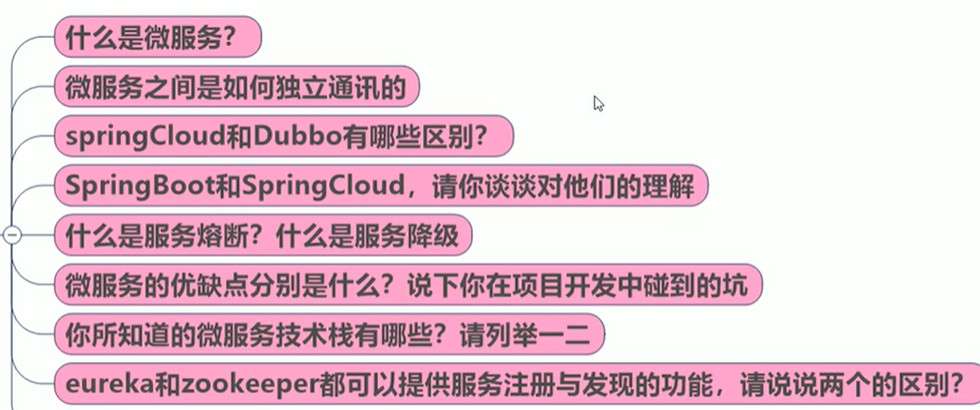 什么是微服务？
微服务之间是如何独立通讯的
springCloud和Dubbo有哪些区别？
SpringBoot和SpringCloud，请你谈谈对他们的理解
什么是服务熔断？什么是服务降级
微服务的优缺点分别是什么？说下你在项目开发中碰到的坑
你所知道的微服务技术栈有哪些？请列举一二
eureka和zookeeper都可以提供服务注册与发现的功能，请说说两个的区别？